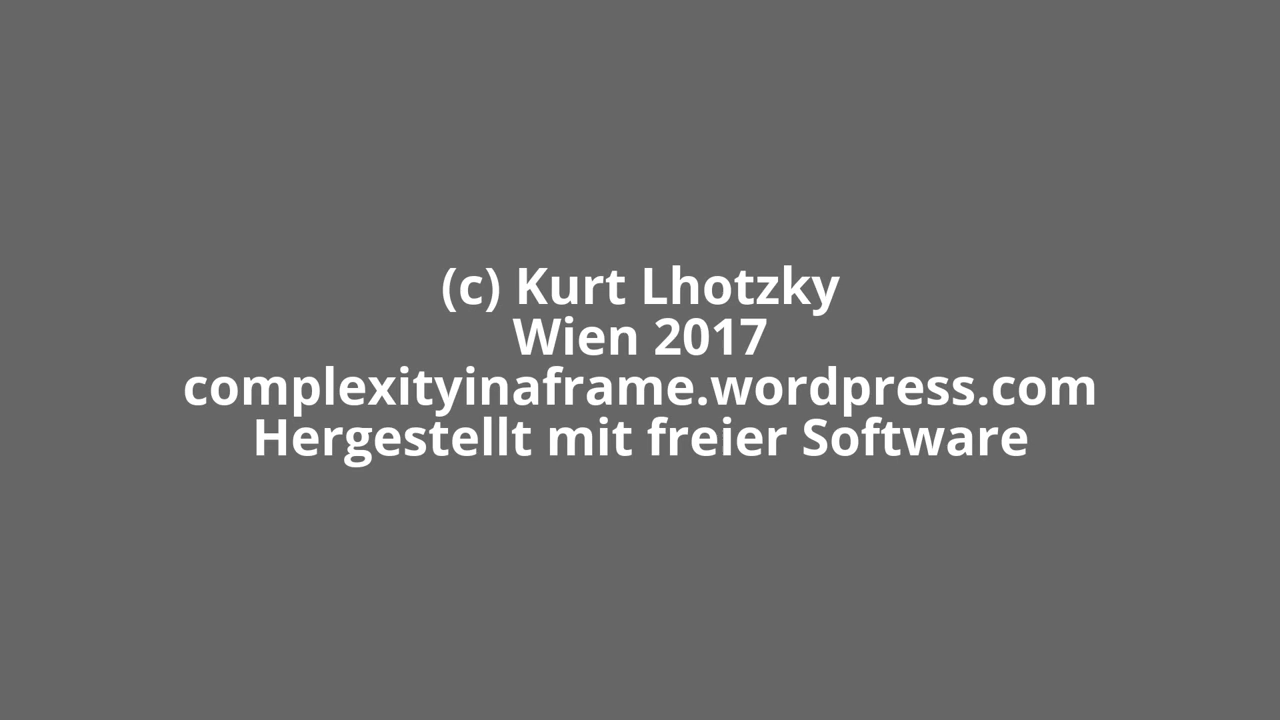 (c) Kurt Lhotzky
Wien 2017
complexityinaframe.wordpress.com
Hergestellt mit freier Software